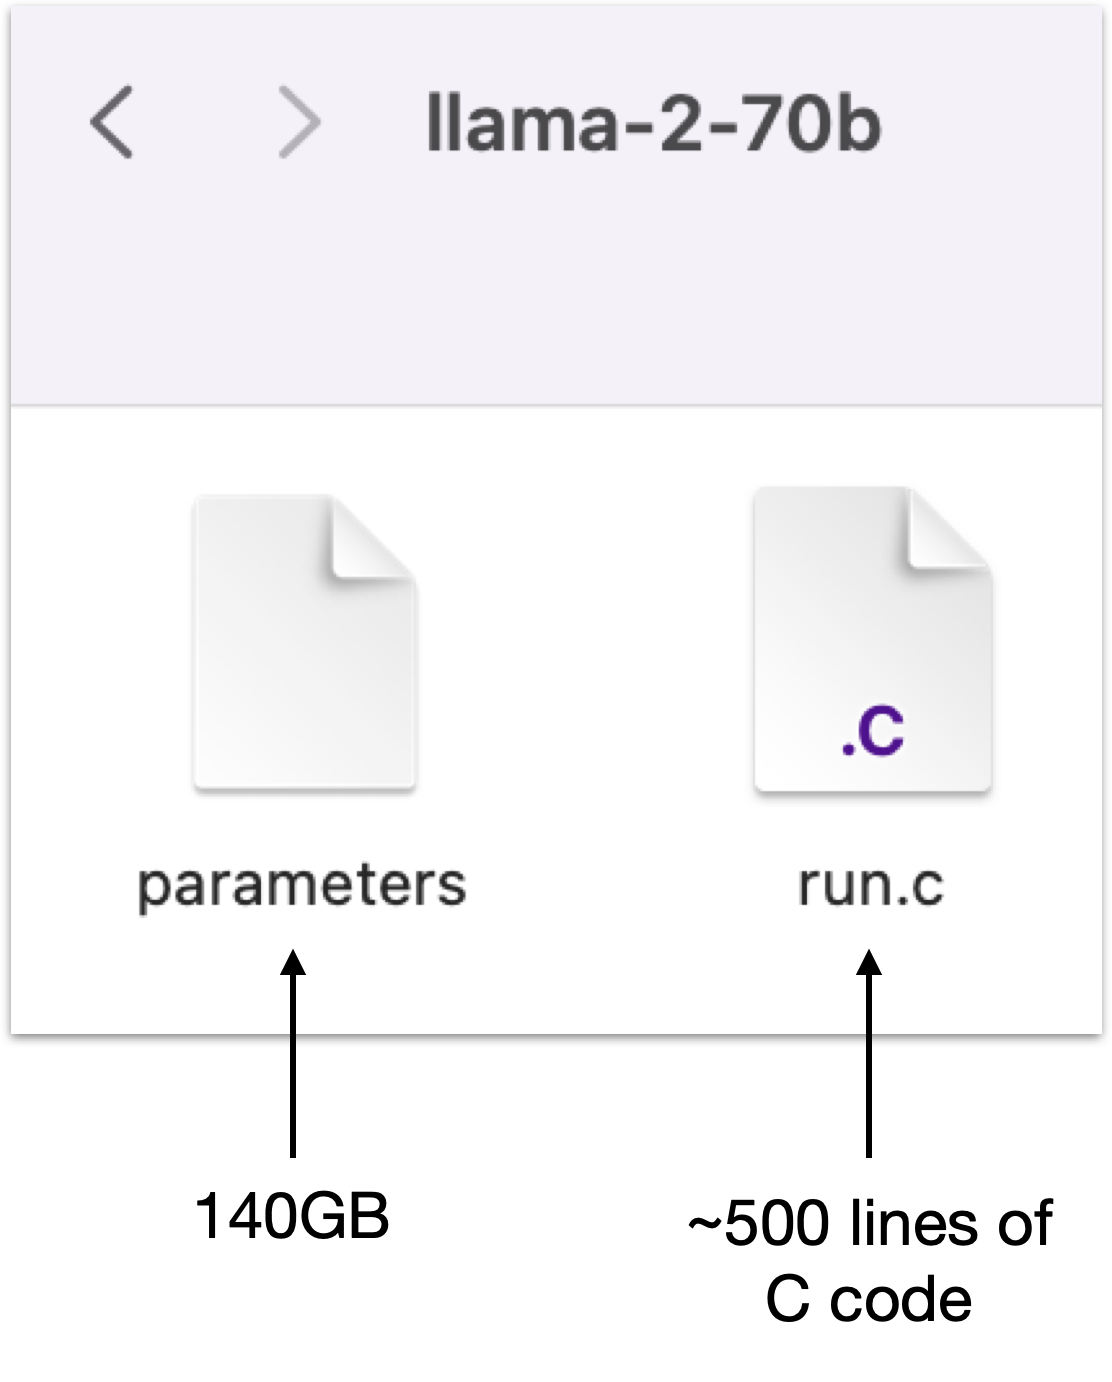 llama-2-70b
.C
parameters
run.c
140GB
~500 lines of
C code